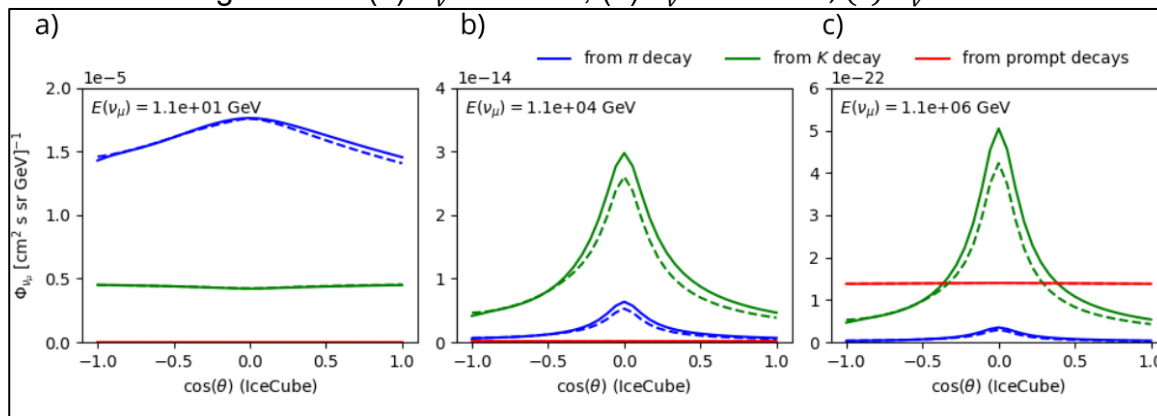 a)
b)
c)
from π decay
from K decay
from prompt decays
1e−5
E(νμ) = 1.1e+01 GeV
Φνμ [cm² s sr GeV]⁻¹
2.0
1.5
1.0
0.5
0.0
−1.0 −0.5 0.0 0.5 1.0
cos(θ) (IceCube)
1e−14
E(νμ) = 1.1e+04 GeV
4
3
2
1
0
−1.0 −0.5 0.0 0.5 1.0
cos(θ) (IceCube)
1e−22
E(νμ) = 1.1e+06 GeV
6
5
4
3
2
1
0
−1.0 −0.5 0.0 0.5 1.0
cos(θ) (IceCube)